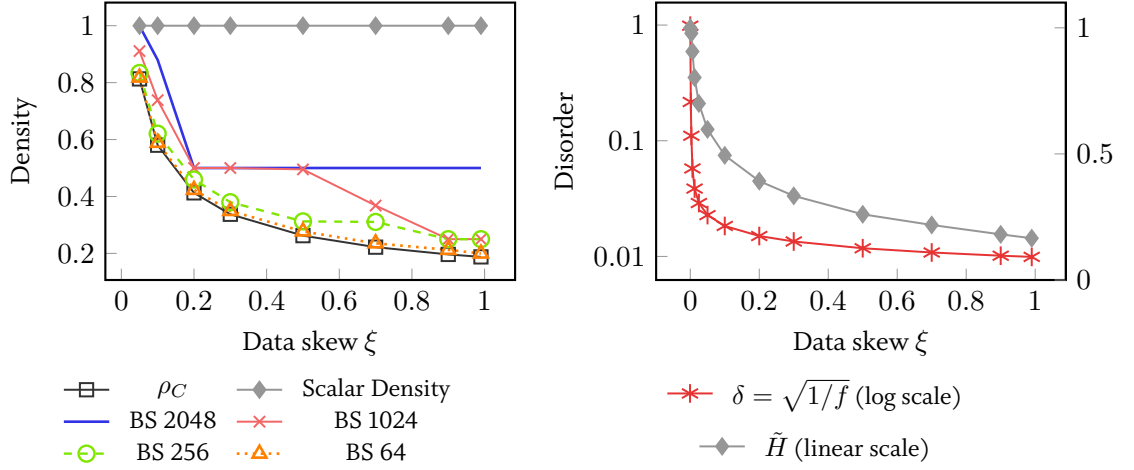 1
0.8
0.6
0.4
0.2
Density
0 0.2 0.4 0.6 0.8 1
Data skew ξ
ρC Scalar Density
BS 2048 BS 1024
BS 256 BS 64
1
0.1
0.01
Disorder
1
0.5
0
0 0.2 0.4 0.6 0.8 1
Data skew ξ
δ = √1/f (log scale)
H̃ (linear scale)